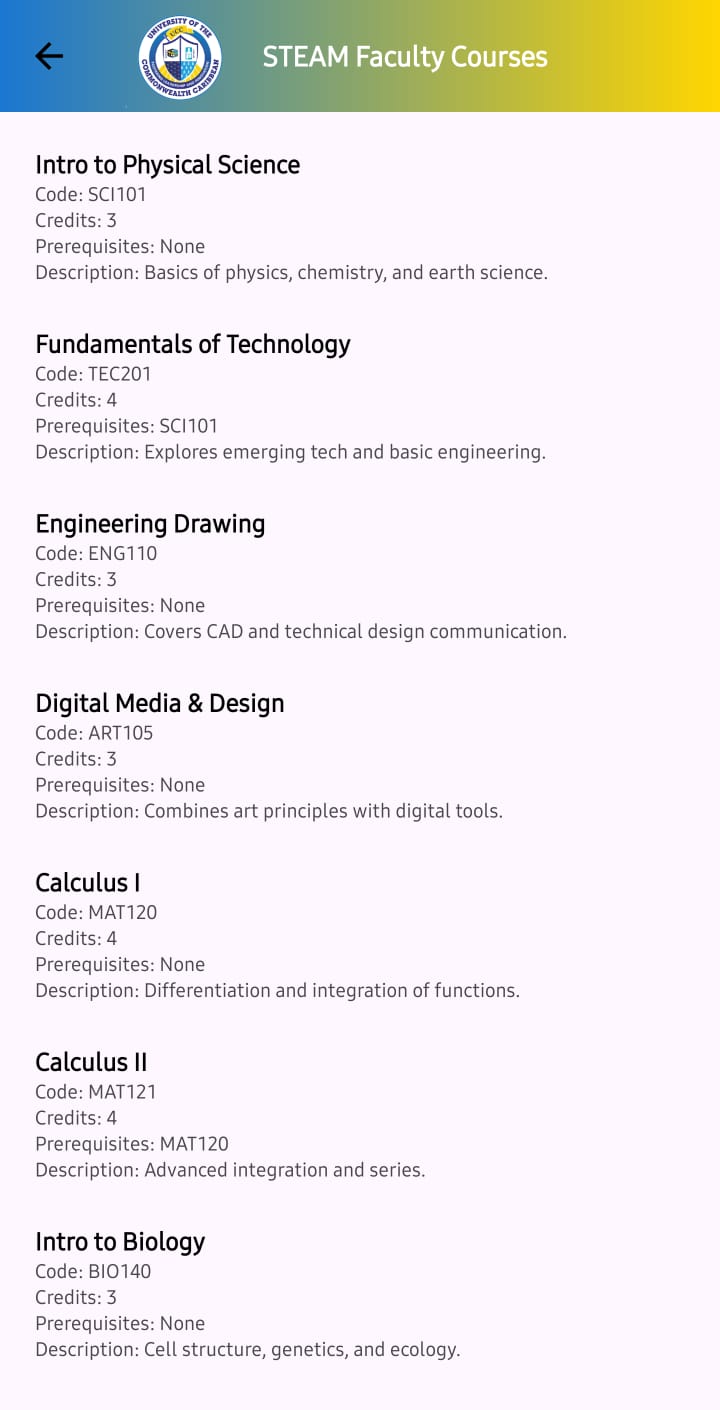 UNIVERSITY OF THE
UCC
COMMONWEALTH CARIBBEAN
STEAM Faculty Courses
Intro to Physical Science
Code: SCI101
Credits: 3
Prerequisites: None
Description: Basics of physics, chemistry, and earth science.
Fundamentals of Technology
Code: TEC201
Credits: 4
Prerequisites: SCI101
Description: Explores emerging tech and basic engineering.
Engineering Drawing
Code: ENG110
Credits: 3
Prerequisites: None
Description: Covers CAD and technical design communication.
Digital Media & Design
Code: ART105
Credits: 3
Prerequisites: None
Description: Combines art principles with digital tools.
Calculus I
Code: MAT120
Credits: 4
Prerequisites: None
Description: Differentiation and integration of functions.
Calculus II
Code: MAT121
Credits: 4
Prerequisites: MAT120
Description: Advanced integration and series.
Intro to Biology
Code: BIO140
Credits: 3
Prerequisites: None
Description: Cell structure, genetics, and ecology.